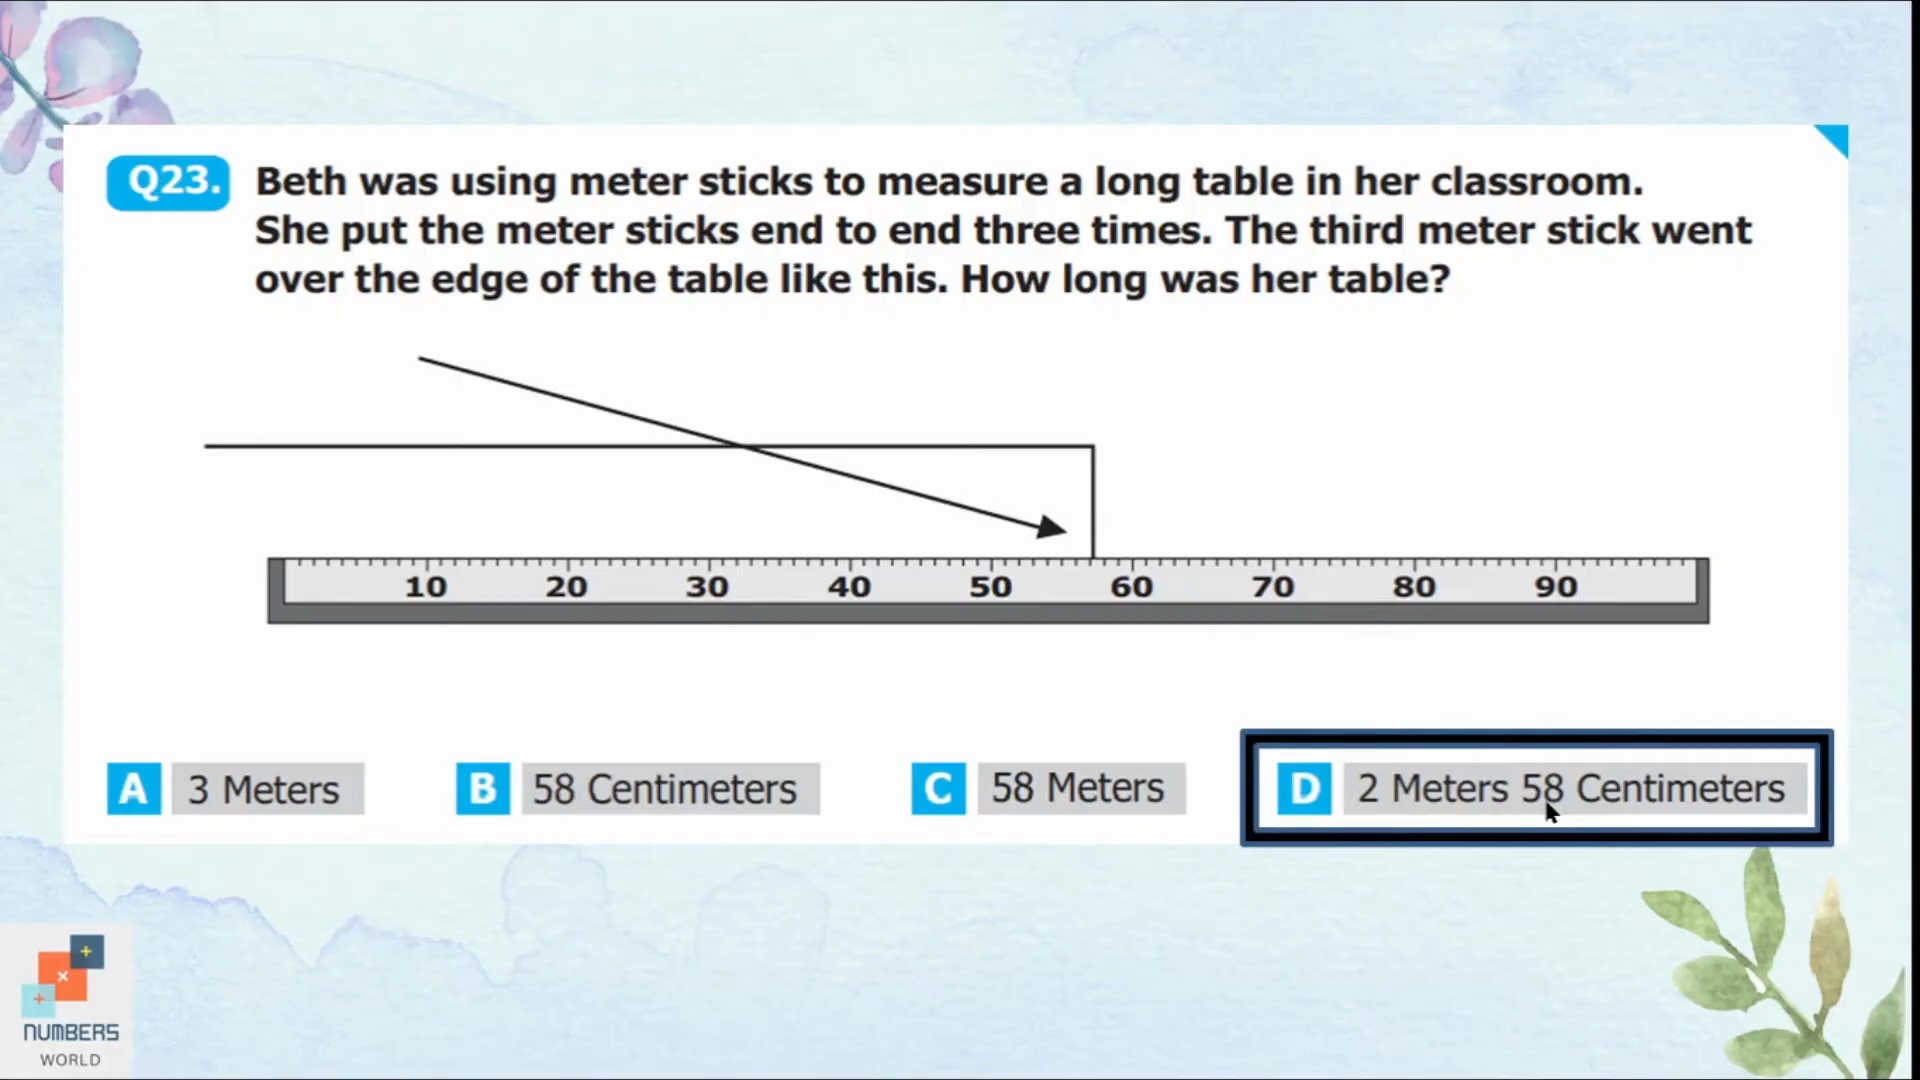 Q23. Beth was using meter sticks to measure a long table in her classroom.
She put the meter sticks end to end three times. The third meter stick went
over the edge of the table like this. How long was her table?
10 20 30 40 50 60 70 80 90
A 3 Meters B 58 Centimeters C 58 Meters D 2 Meters 58 Centimeters
+
×
+
NUMBERS
WORLD